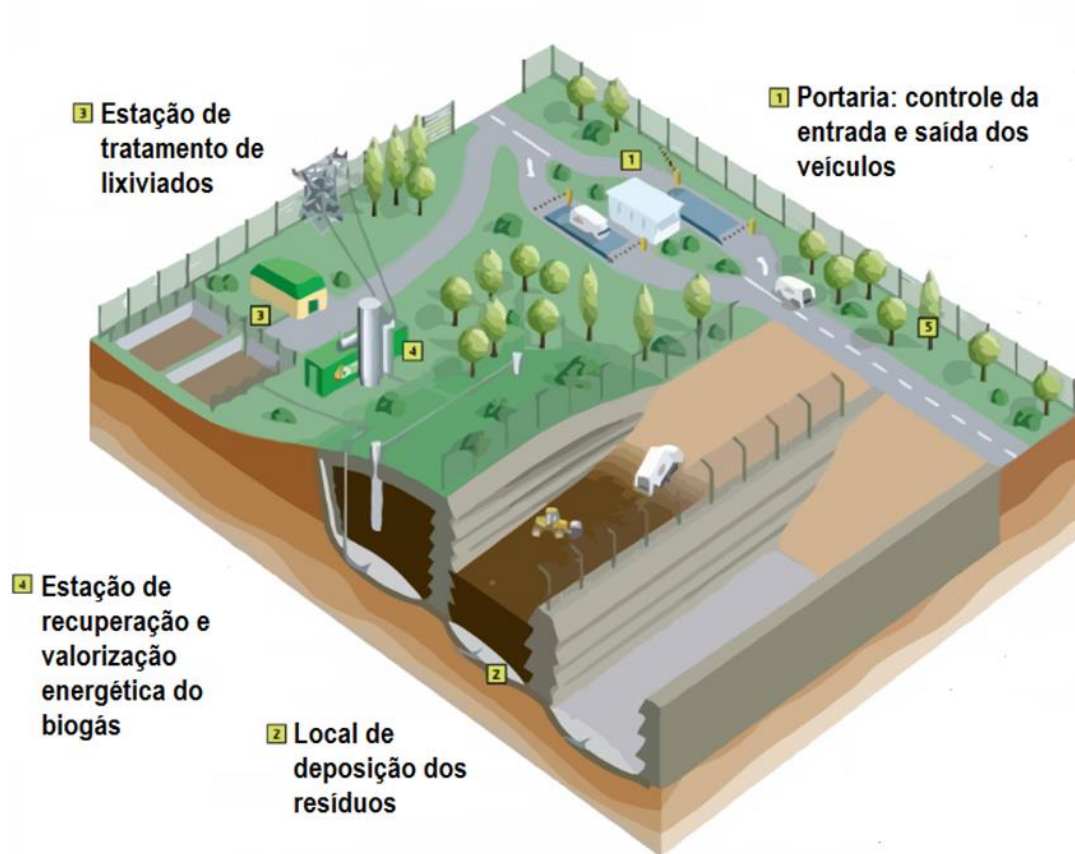 3 Estação de
tratamento de
lixiviados
1 Portaria: controle da
entrada e saída dos
veículos
1
3
4
5
4 Estação de
recuperação e
valorização
energética do
biogás
2
2 Local de
deposição dos
resíduos